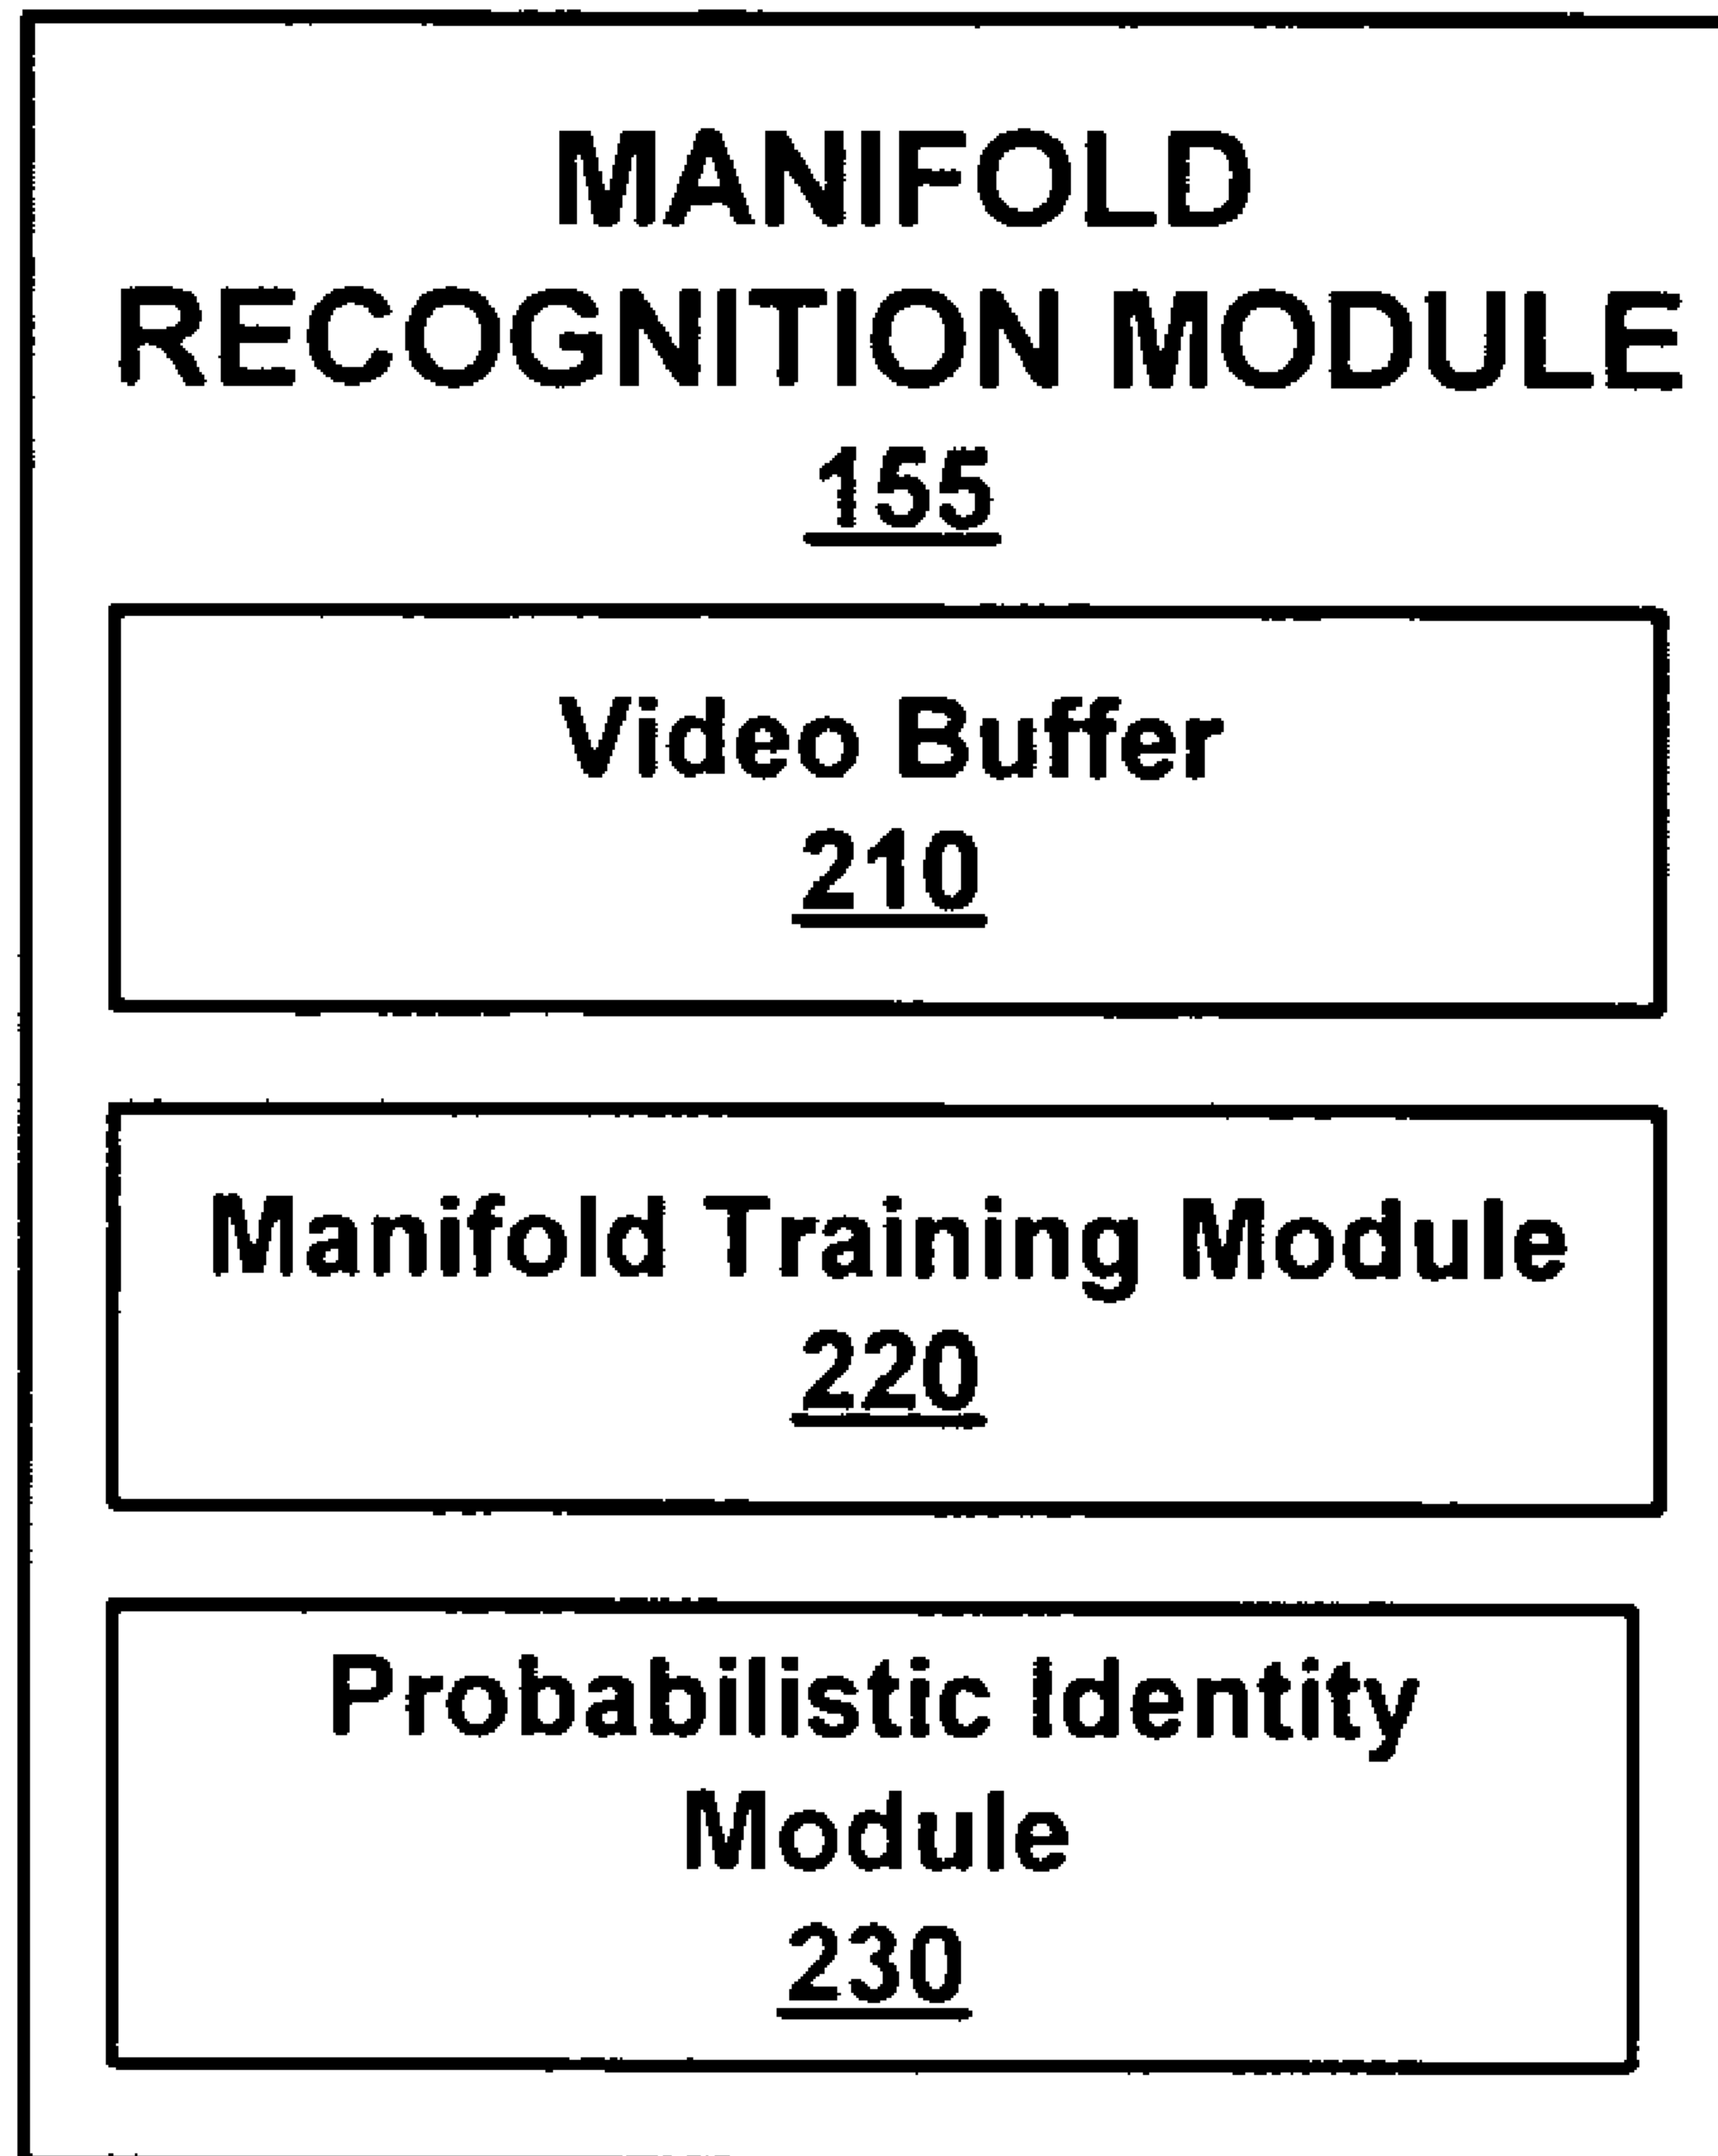 MANIFOLD
RECOGNITION MODULE
155
Video Buffer
210
Manifold Training Module
220
Probabilistic Identity
Module
230